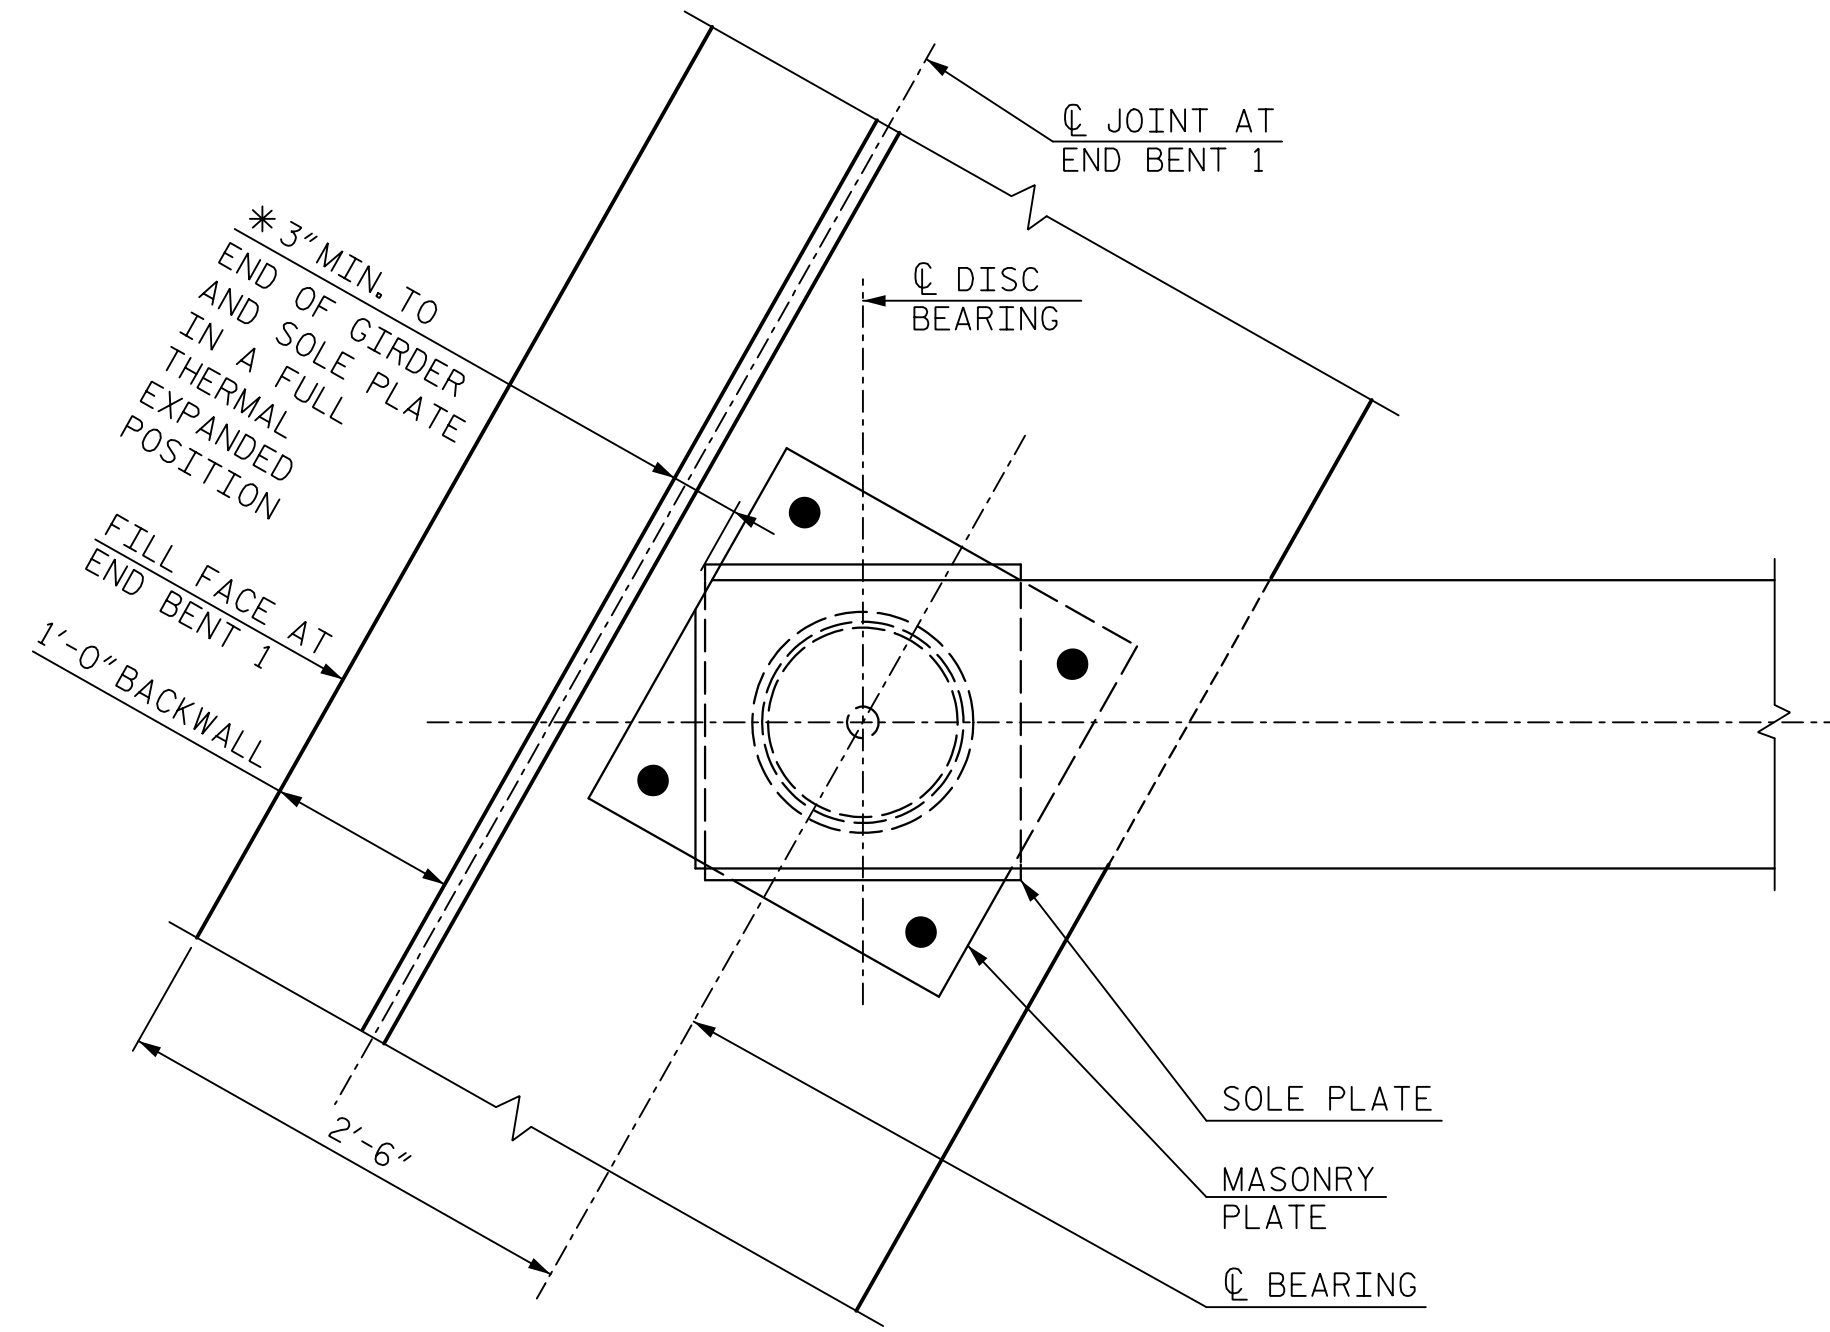 ℄ JOINT AT
END BENT 1
℄ DISC
BEARING
* 3" MIN. TO
END OF GIRDER
AND SOLE PLATE
IN A FULL
THERMAL
EXPANDED
POSITION
FILL FACE AT
END BENT 1
1'-0" BACKWALL
2'-6"
SOLE PLATE
MASONRY
PLATE
℄ BEARING